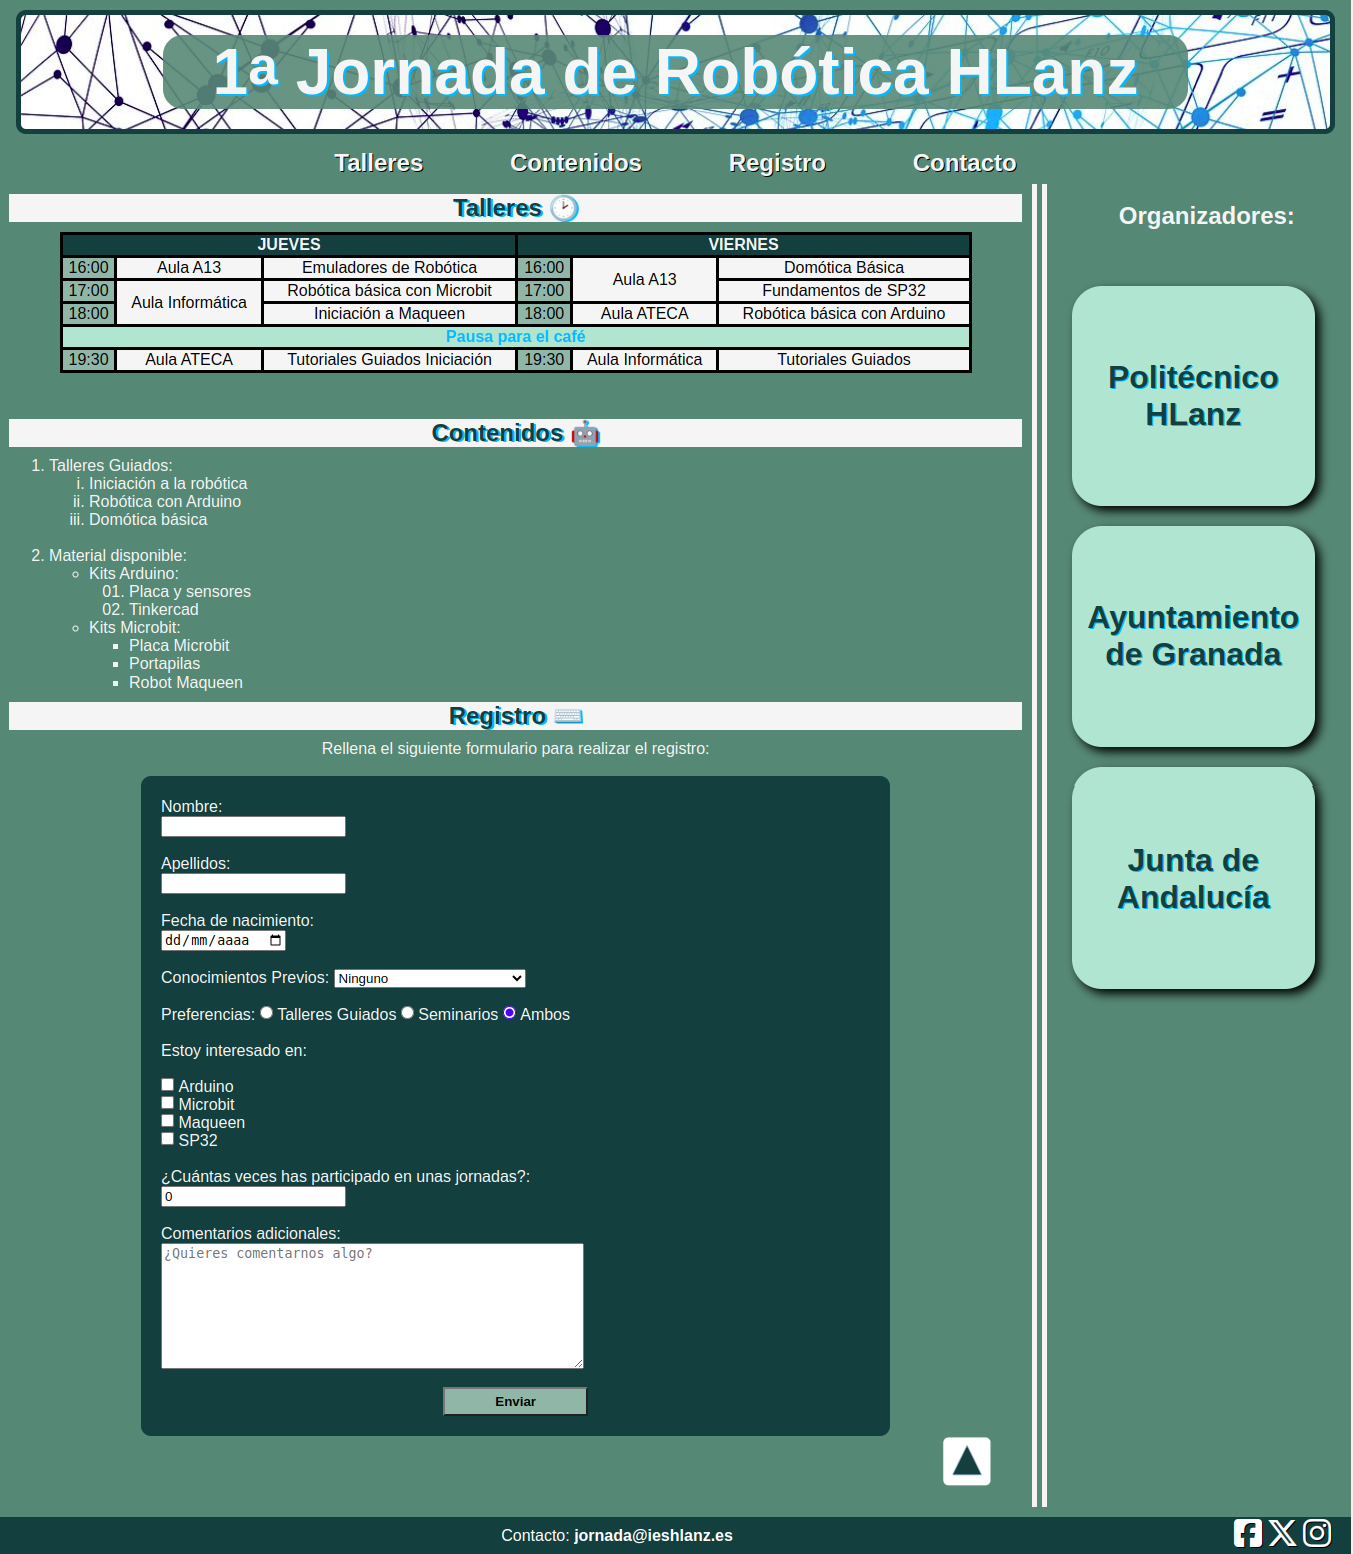 1ª Jornada de Robótica HLanz
Talleres Contenidos Registro Contacto
Talleres 🕑
JUEVES VIERNES
16:00 Aula A13 Emuladores de Robótica 16:00 Aula A13 Domótica Básica
17:00 Aula Informática Robótica básica con Microbit 17:00 Fundamentos de SP32
18:00 Iniciación a Maqueen 18:00 Aula ATECA Robótica básica con Arduino
Pausa para el café
19:30 Aula ATECA Tutoriales Guiados Iniciación 19:30 Aula Informática Tutoriales Guiados
Contenidos 🤖
1. Talleres Guiados:
i. Iniciación a la robótica
ii. Robótica con Arduino
iii. Domótica básica
2. Material disponible:
Kits Arduino:
01. Placa y sensores
02. Tinkercad
Kits Microbit:
Placa Microbit
Portapilas
Robot Maqueen
Registro ⌨️
Rellena el siguiente formulario para realizar el registro:
Nombre:
Apellidos:
Fecha de nacimiento:
dd/mm/aaaa
Conocimientos Previos: Ninguno
Preferencias: Talleres Guiados Seminarios Ambos
Estoy interesado en:
Arduino
Microbit
Maqueen
SP32
¿Cuántas veces has participado en unas jornadas?:
0
Comentarios adicionales:
¿Quieres comentarnos algo?
Enviar
Organizadores:
Politécnico
HLanz
Ayuntamiento
de Granada
Junta de
Andalucía
Contacto: jornada@ieshlanz.es